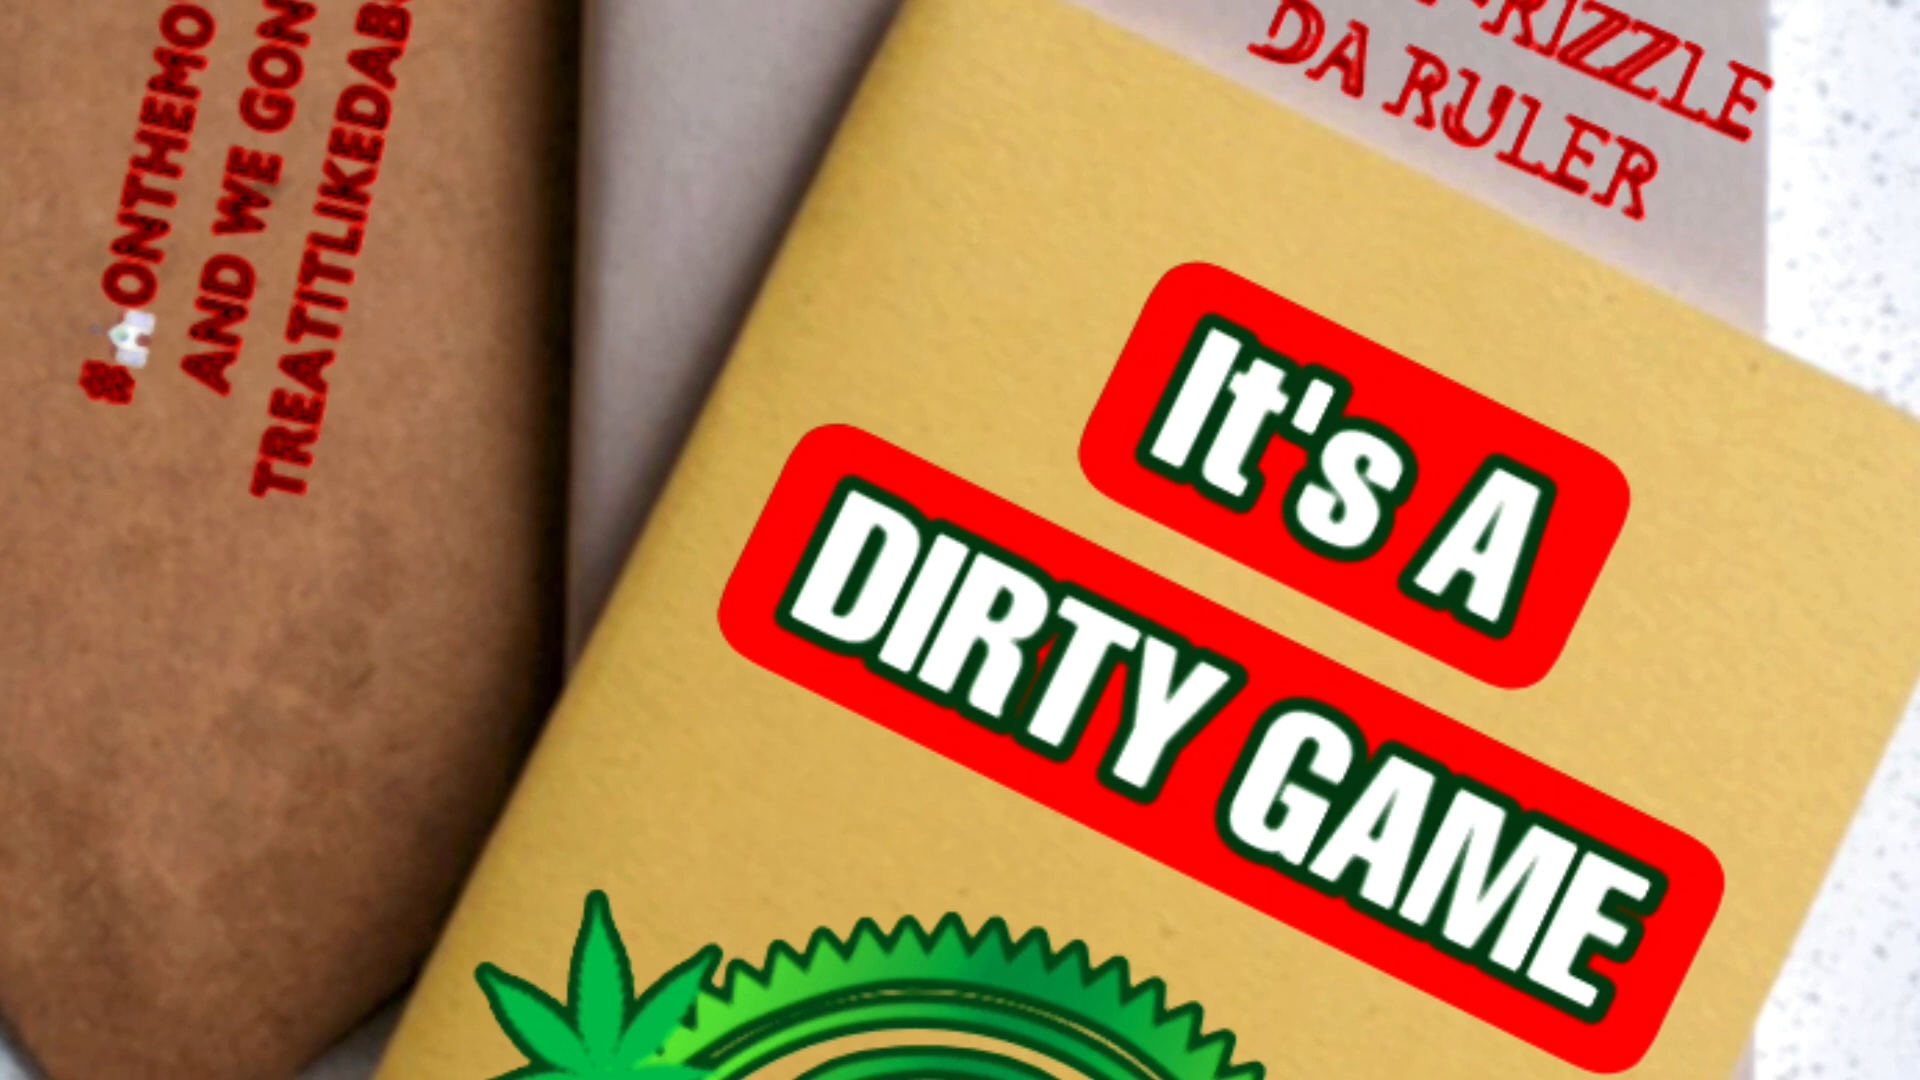 #🏰ONTHEMO
AND WE GON
TREATITLIKEDAB
RIZZLE
DA RULER
It's A
DIRTY GAME